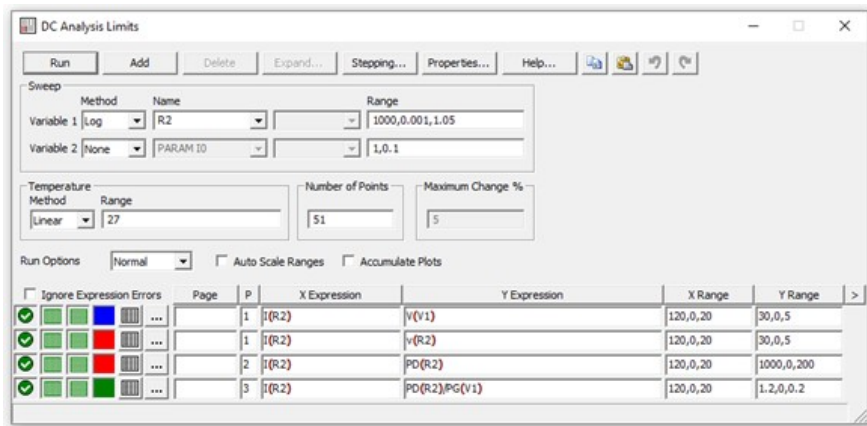 DC Analysis Limits
Run Add Delete Expand... Stepping... Properties... Help...
Sweep
Method Name Range
Variable 1 Log R2 1000,0.001,1.05
Variable 2 None PARAM I0 1,0.1
Temperature Number of Points Maximum Change %
Method Range
Linear 27 51 5
Run Options Normal Auto Scale Ranges Accumulate Plots
Ignore Expression Errors Page P X Expression Y Expression X Range Y Range >
... 1 I(R2) V(V1) 120,0,20 30,0,5
... 1 I(R2) v(R2) 120,0,20 30,0,5
... 2 I(R2) PD(R2) 120,0,20 1000,0,200
... 3 I(R2) PD(R2)/PG(V1) 120,0,20 1.2,0,0.2